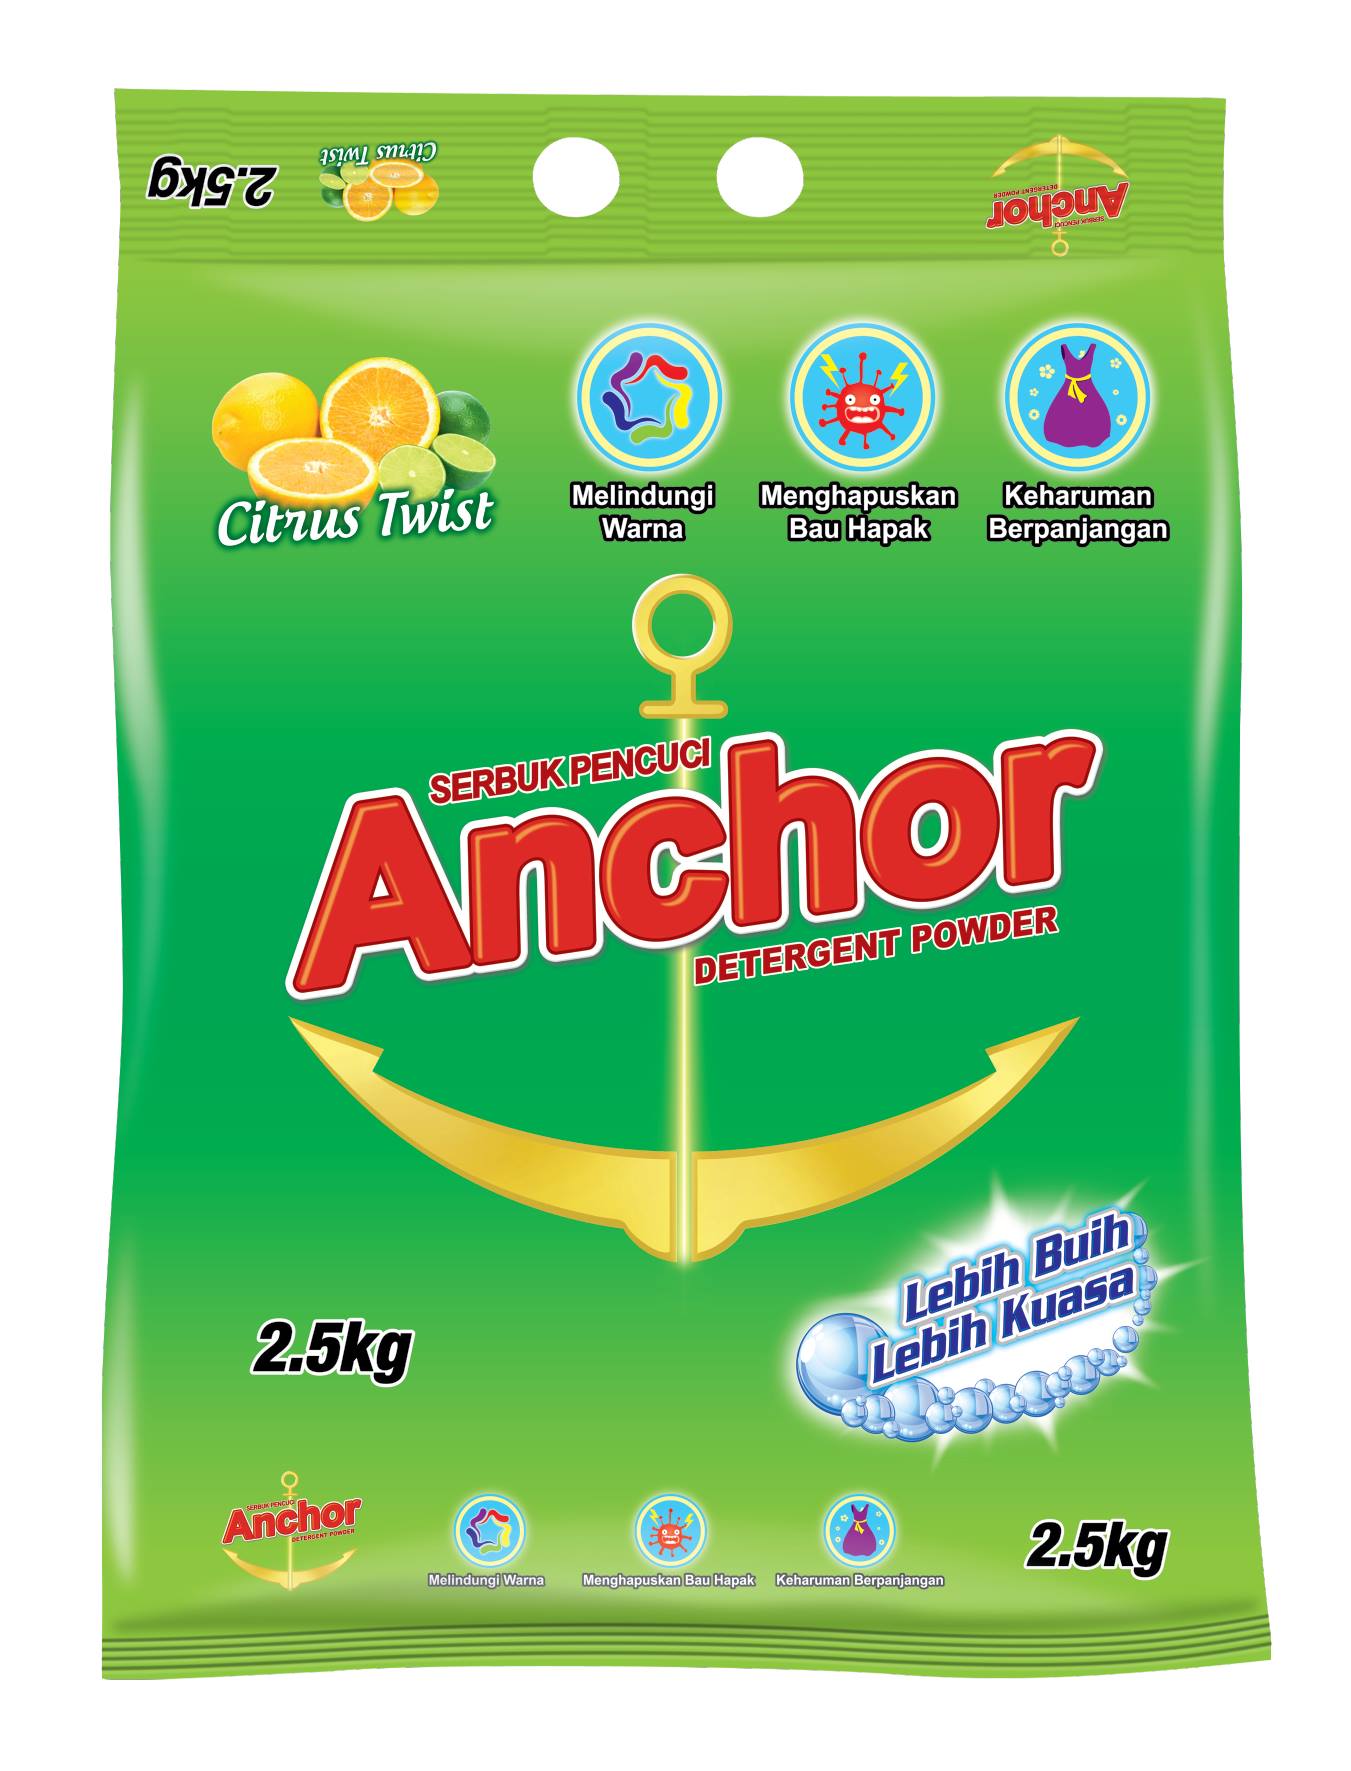 2.5kg
Citrus Twist
SERBUK PENCUCI
Anchor
DETERGENT POWDER
Citrus Twist
Melindungi
Warna
Menghapuskan
Bau Hapak
Keharuman
Berpanjangan
SERBUK PENCUCI
Anchor
DETERGENT POWDER
Lebih Buih
Lebih Kuasa
2.5kg
SERBUK PENCUCI
Anchor
DETERGENT POWDER
Melindungi Warna
Menghapuskan Bau Hapak
Keharuman Berpanjangan
2.5kg